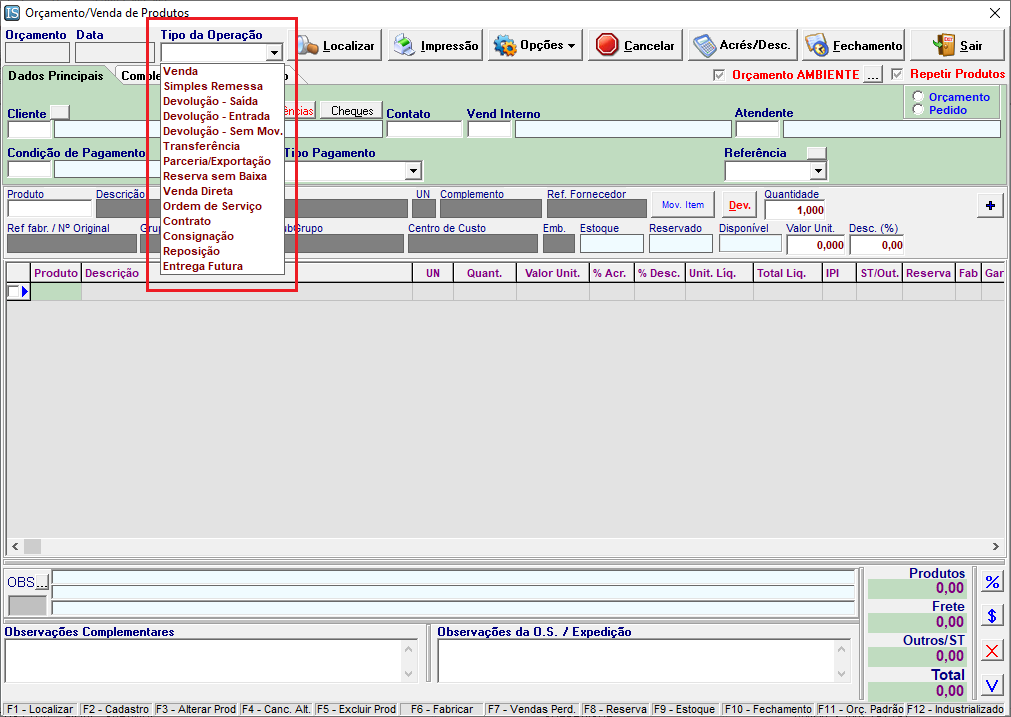 IS Orçamento/Venda de Produtos
Orçamento Data Tipo da Operação
Localizar Impressão Opções Cancelar Acrés/Desc. Fechamento Sair
Dados Principais Comple
Orçamento AMBIENTE ... Repetir Produtos
Venda
Simples Remessa
Devolução - Saída
Devolução - Entrada
Devolução - Sem Mov.
Transferência
Parceria/Exportação
Reserva sem Baixa
Venda Direta
Ordem de Serviço
Contrato
Consignação
Reposição
Entrega Futura
Orçamento
Pedido
Cliente ências Cheques Contato Vend Interno Atendente
Condição de Pagamento Tipo Pagamento Referência
Produto Descrição UN Complemento Ref. Fornecedor Mov. Item Dev. Quantidade
1,000 +
Ref fabr. / Nº Original Gru ubGrupo Centro de Custo Emb. Estoque Reservado Disponível Valor Unit. Desc. (%)
0,000 0,00
Produto Descrição UN Quant. Valor Unit. % Acr. % Desc. Unit. Líq. Total Liq. IPI ST/Out. Reserva Fab Gar
OBS...
Produtos
0,00
Frete
0,00
Outros/ST
0,00
Total
0,00
% $ X V
Observações Complementares Observações da O.S. / Expedição
F1 - Localizar F2 - Cadastro F3 - Alterar Prod F4 - Canc. Alt. F5 - Excluir Prod F6 - Fabricar F7 - Vendas Perd. F8 - Reserva F9 - Estoque F10 - Fechamento F11 - Orç. Padrão F12 - Industrializado